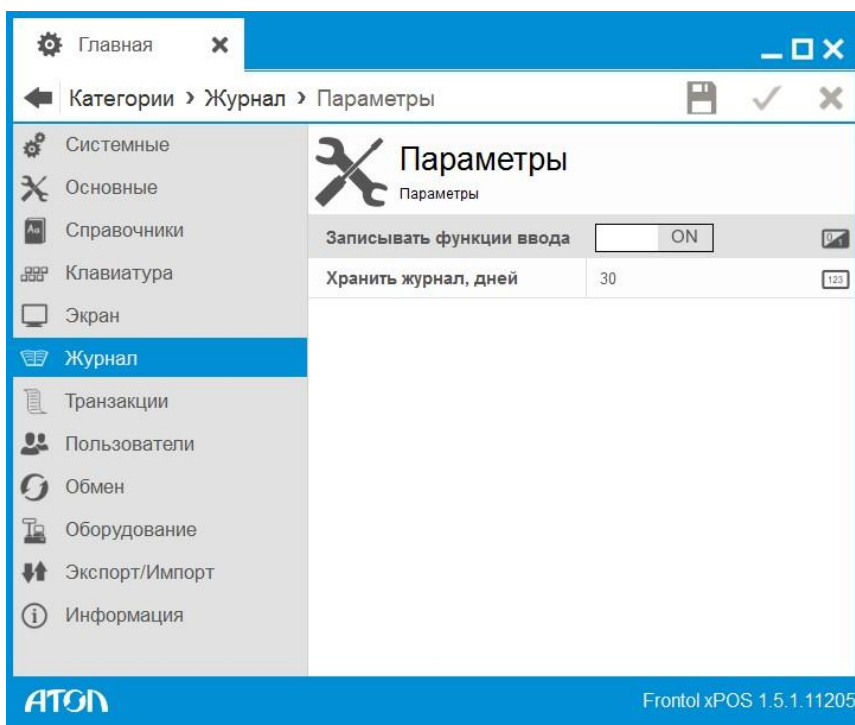 Главная
Категории › Журнал › Параметры
Системные
Основные
Справочники
Клавиатура
Экран
Журнал
Транзакции
Пользователи
Обмен
Оборудование
Экспорт/Импорт
Информация
Параметры
Параметры
Записывать функции ввода ON
Хранить журнал, дней 30 123
ATOL
Frontol xPOS 1.5.1.11205